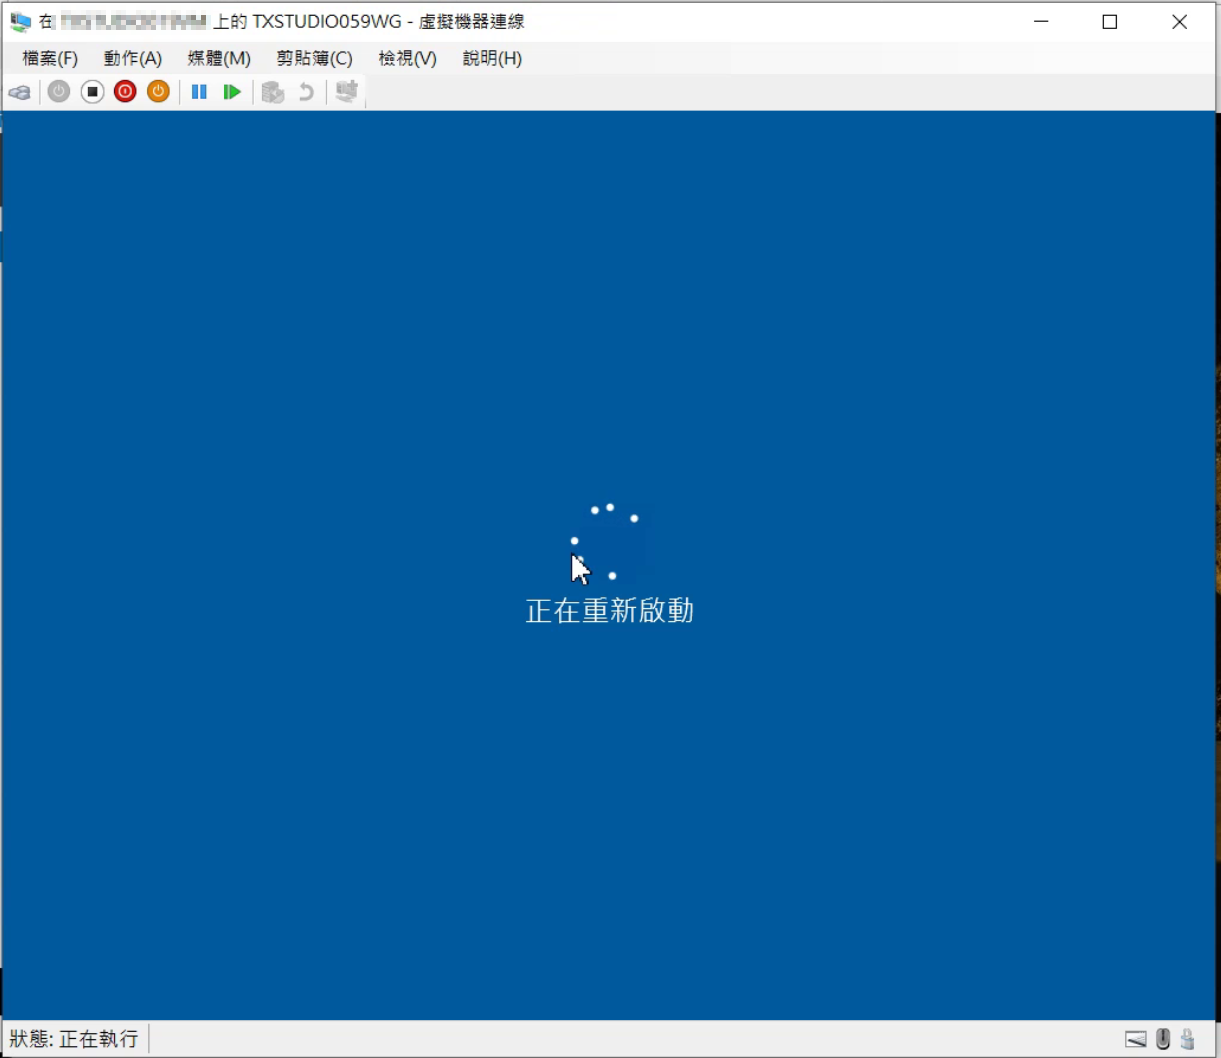 在 上的 TXSTUDIO059WG - 虛擬機器連線
檔案(F) 動作(A) 媒體(M) 剪貼簿(C) 檢視(V) 說明(H)
正在重新啟動
狀態: 正在執行